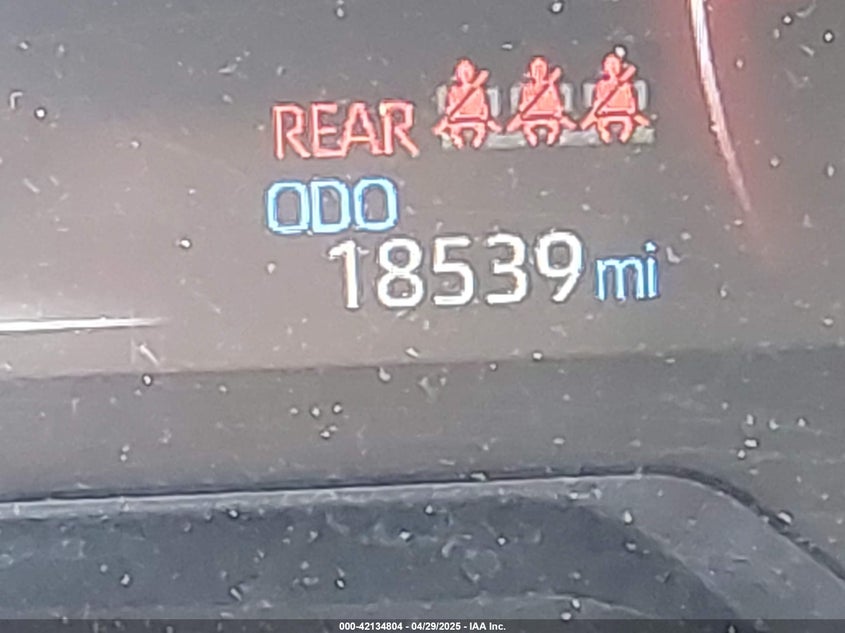 REAR
ODO
18539 mi
000-42134804 - 04/29/2025 - IAA Inc.